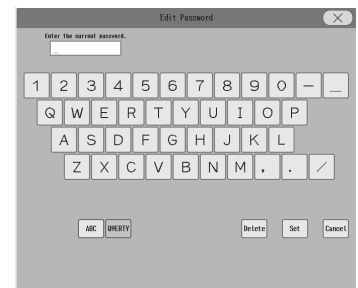 Edit Password
Enter the current password.
1 2 3 4 5 6 7 8 9 0 - _
Q W E R T Y U I O P
A S D F G H J K L
Z X C V B N M , . /
ABC QWERTY Delete Set Cancel